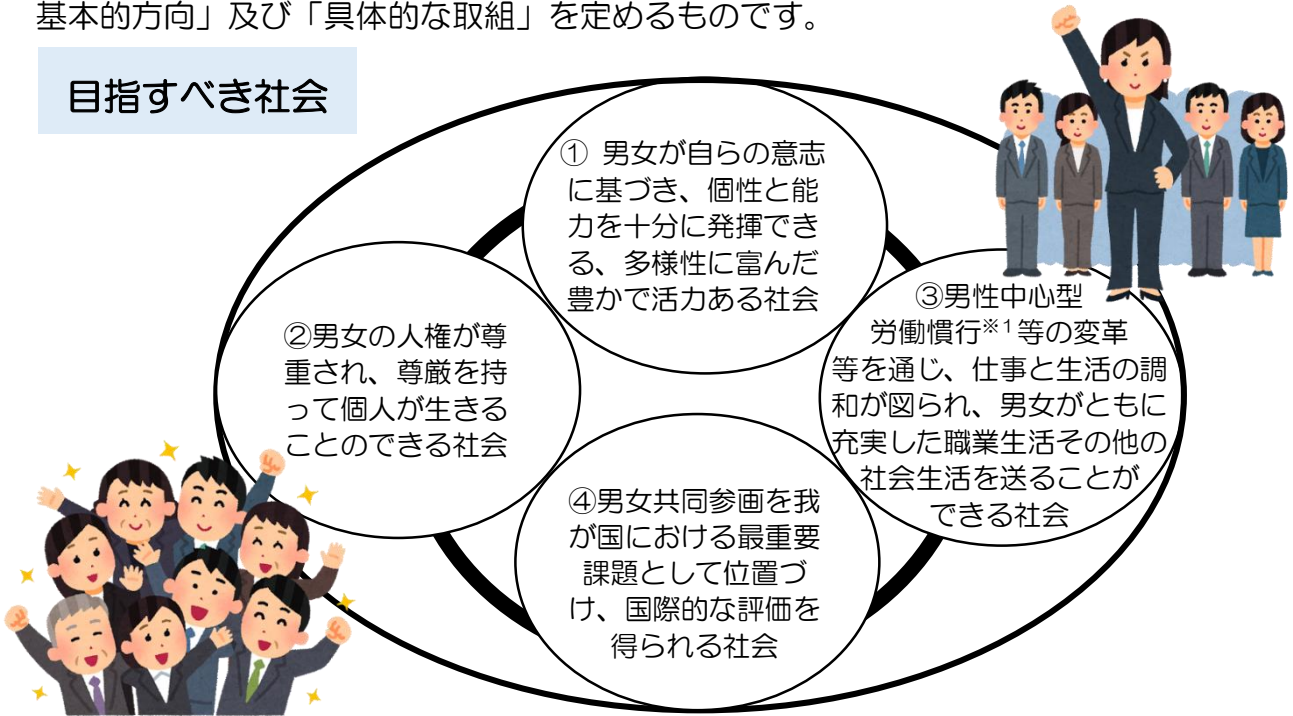 基本的方向」及び「具体的な取組」を定めるものです。
目指すべき社会
① 男女が自らの意志
に基づき、個性と能
力を十分に発揮でき
る、多様性に富んだ
豊かで活力ある社会
②男女の人権が尊
重され、尊厳を持
って個人が生きる
ことのできる社会
③男性中心型
労働慣行※1等の変革
等を通じ、仕事と生活の調
和が図られ、男女がともに
充実した職業生活その他の
社会生活を送ることが
できる社会
④男女共同参画を我
が国における最重要
課題として位置づ
け、国際的な評価を
得られる社会